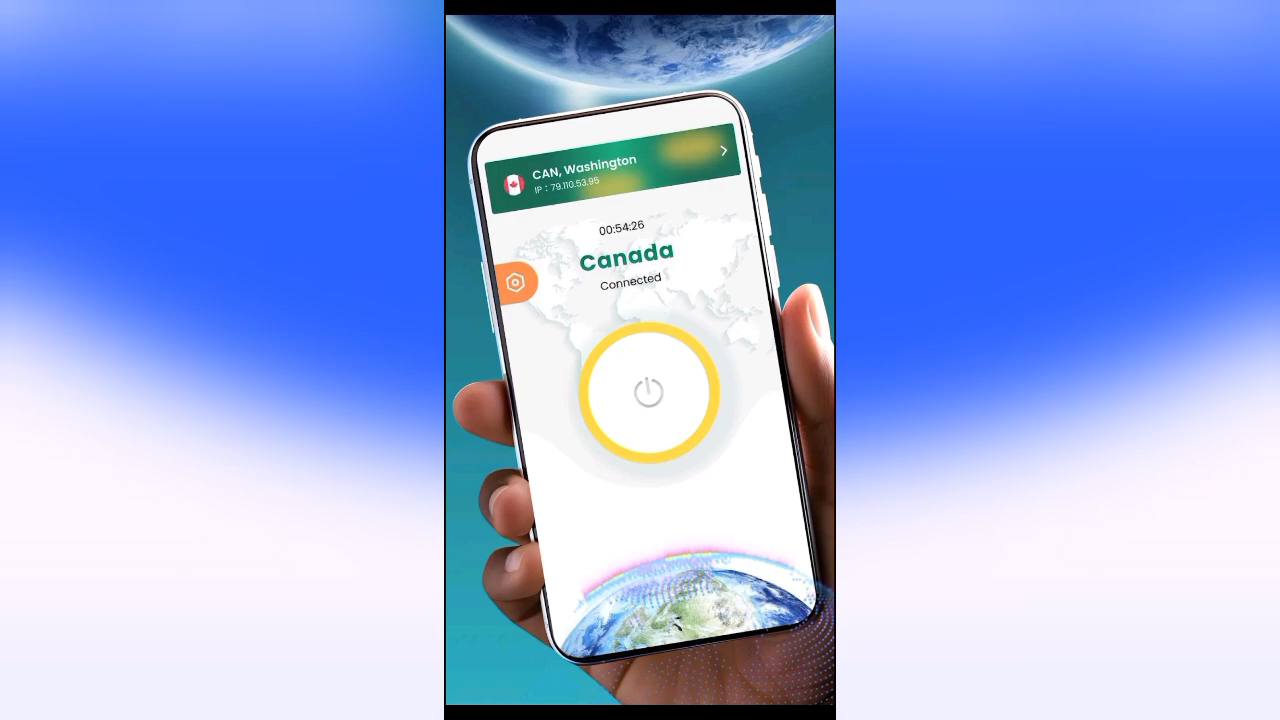 CAN, Washington
IP : 79.110.53.95
00:54:26
Canada
Connected